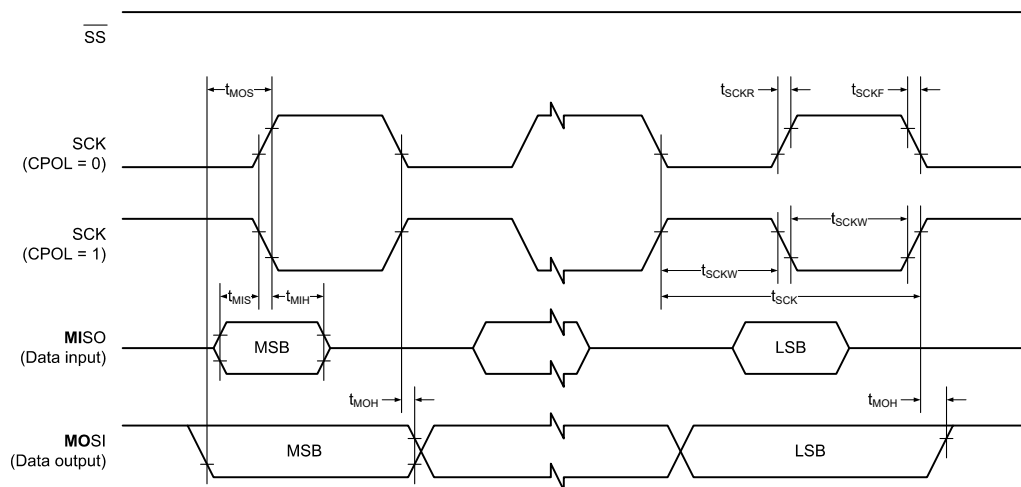 SS
tMOS
tSCKR
tSCKF
SCK
(CPOL = 0)
SCK
(CPOL = 1)
tSCKW
tSCKW
tMIS
tMIH
tSCK
MISO
(Data input)
MSB
LSB
tMOH
tMOH
MOSI
(Data output)
MSB
LSB